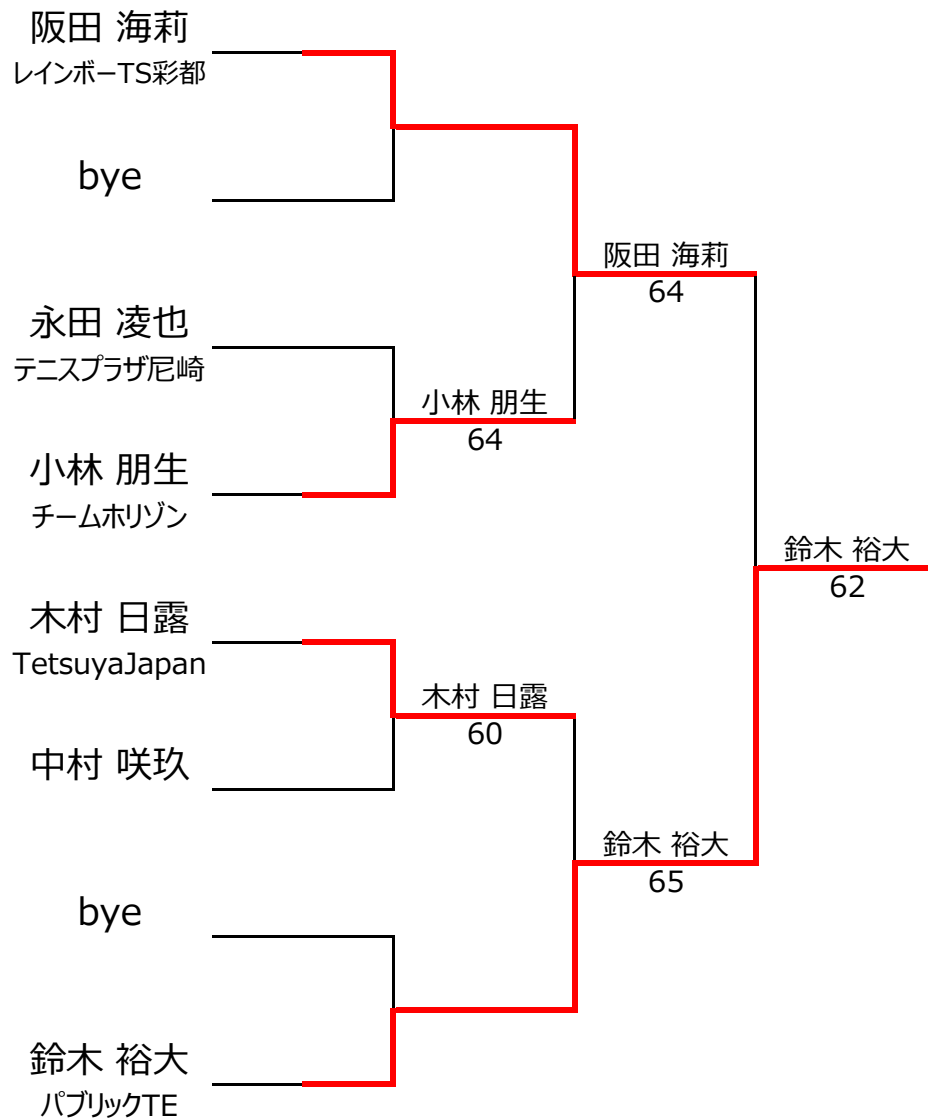 阪田 海莉
レインボーTS彩都
bye
永田 凌也
テニスプラザ尼崎
小林 朋生
チームホリゾン
木村 日露
TetsuyaJapan
中村 咲玖
bye
鈴木 裕大
パブリックTE
小林 朋生
64
木村 日露
60
阪田 海莉
64
鈴木 裕大
65
鈴木 裕大
62